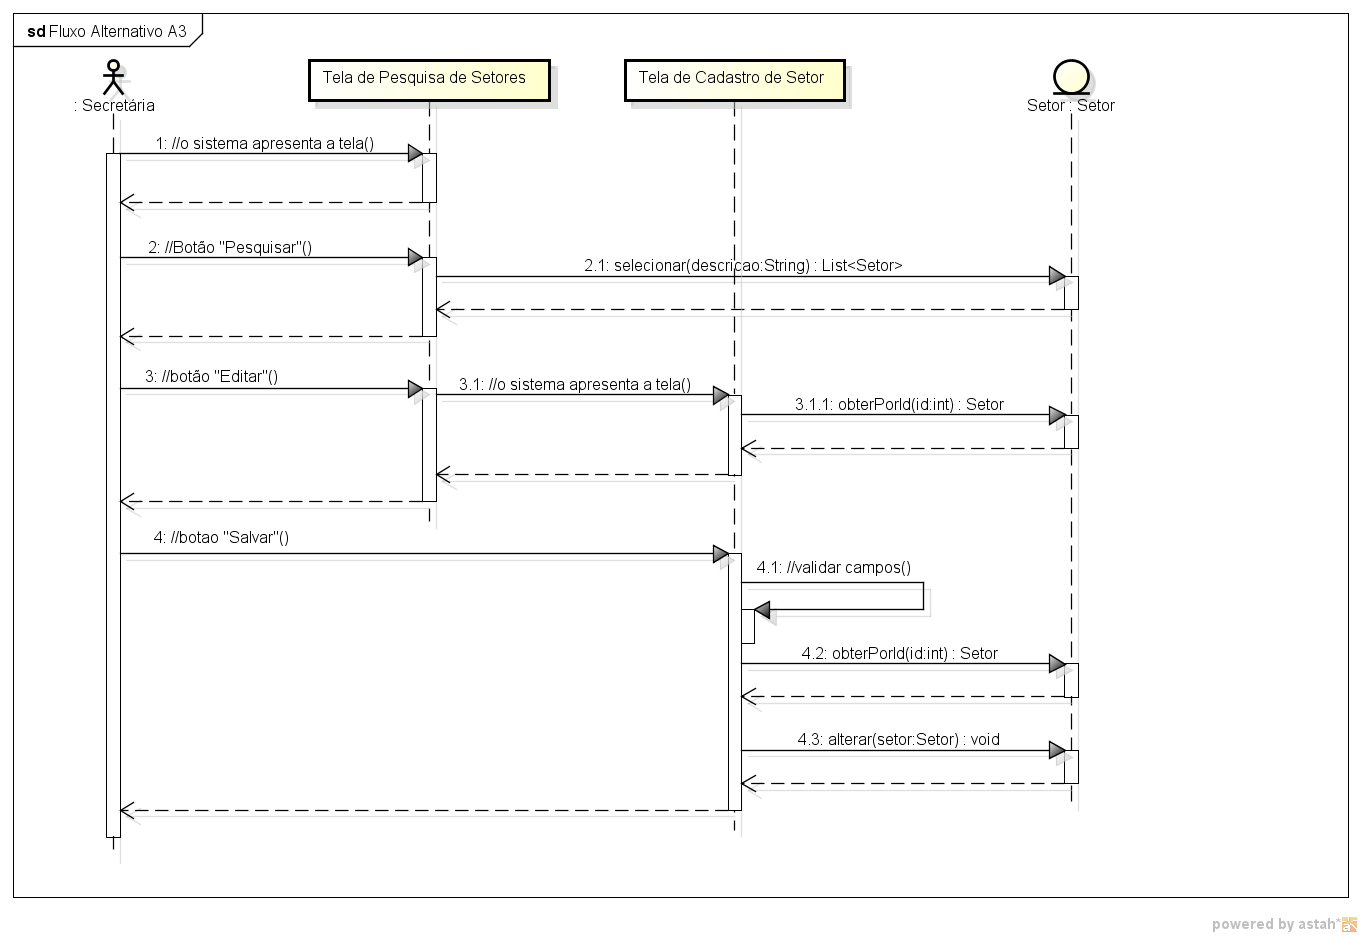 sd Fluxo Alternativo A3
Tela de Pesquisa de Setores
Tela de Cadastro de Setor
: Secretária
Setor : Setor
1: //o sistema apresenta a tela()
2: //Botão "Pesquisar"()
2.1: selecionar(descricao:String) : List<Setor>
3: //botão "Editar"()
3.1: //o sistema apresenta a tela()
3.1.1: obterPorId(id:int) : Setor
4: //botao "Salvar"()
4.1: //validar campos()
4.2: obterPorId(id:int) : Setor
4.3: alterar(setor:Setor) : void
powered by astah*